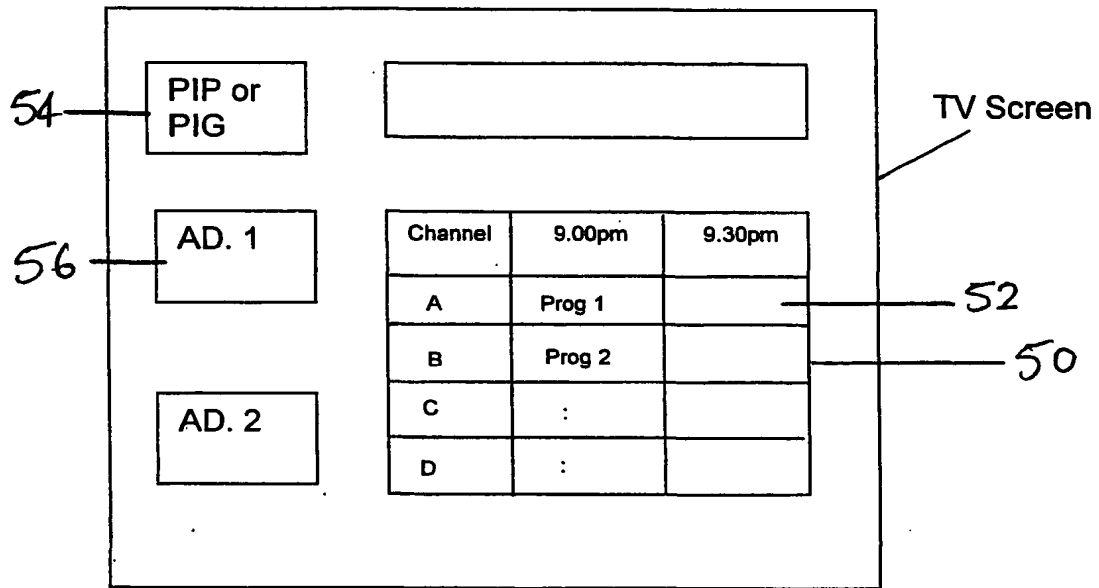 54
PIP or
PIG
TV Screen
56
AD. 1
Channel 9.00pm 9.30pm
A Prog 1
52
B Prog 2
50
C :
D :
AD. 2